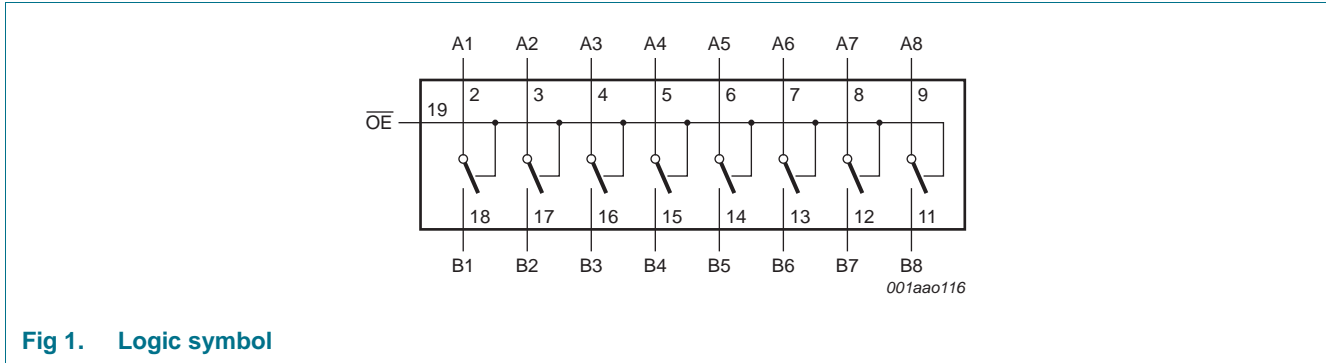 A1 A2 A3 A4 A5 A6 A7 A8
2 3 4 5 6 7 8 9
19
O̅E̅
18 17 16 15 14 13 12 11
B1 B2 B3 B4 B5 B6 B7 B8
001aao116
Fig 1. Logic symbol